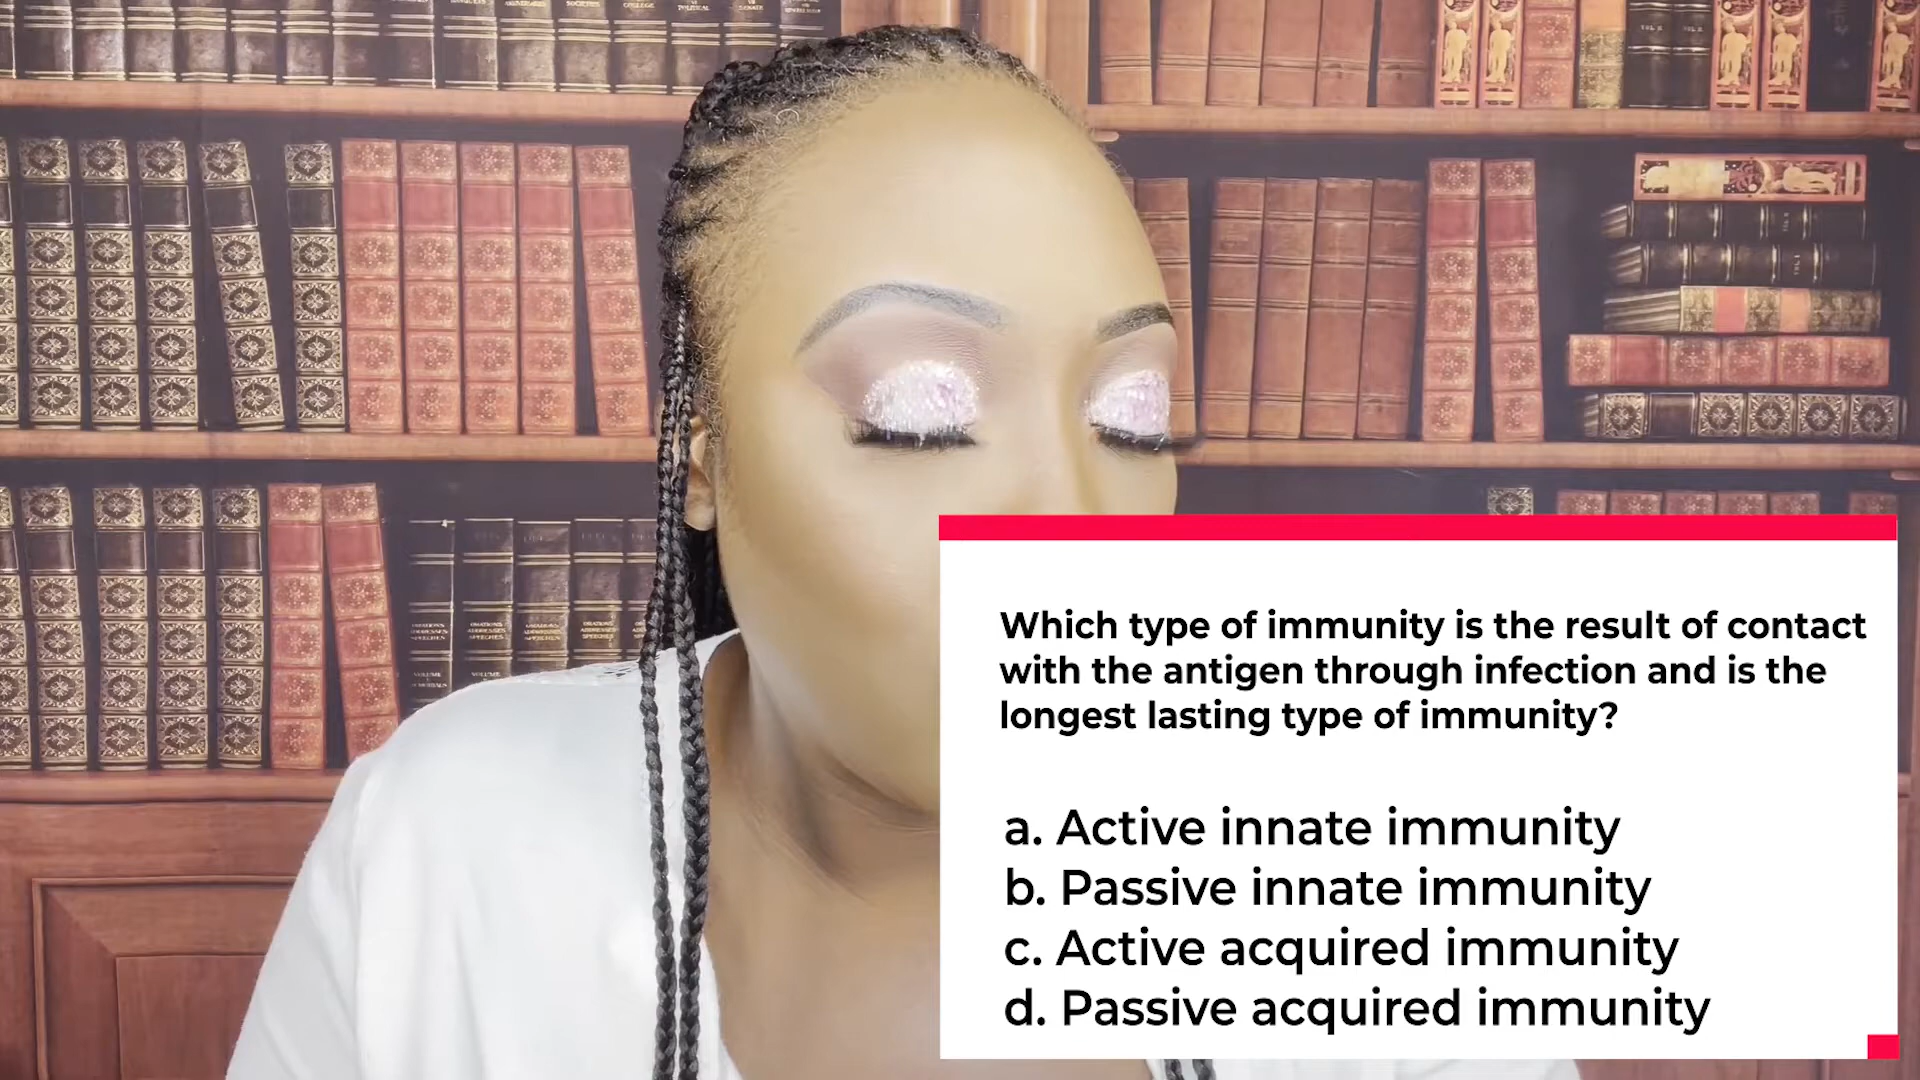 Which type of immunity is the result of contact
with the antigen through infection and is the
longest lasting type of immunity?
a. Active innate immunity
b. Passive innate immunity
c. Active acquired immunity
d. Passive acquired immunity